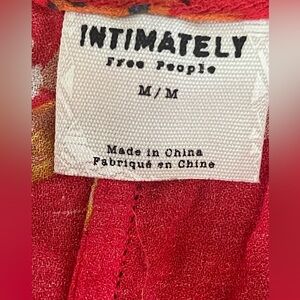 INTIMATELY
Free People
M/M
Made in China
Fabriqué en Chine